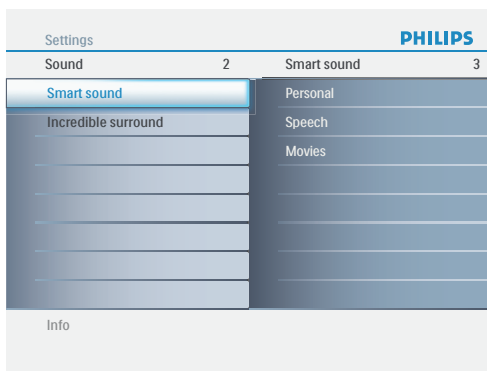 Settings PHILIPS
Sound 2 Smart sound 3
Smart sound Personal
Incredible surround Speech
Movies
Info